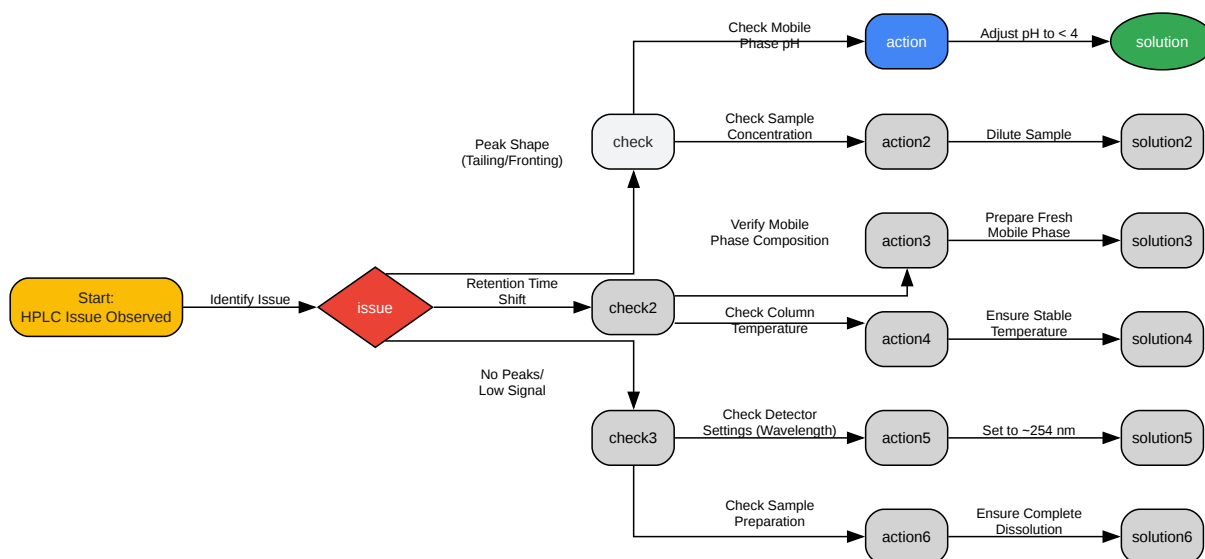 Check Mobile
Phase pH
action
Adjust pH to < 4
solution
Peak Shape
(Tailing/Fronting)
check
Check Sample
Concentration
action2
Dilute Sample
solution2
Verify Mobile
Phase Composition
action3
Prepare Fresh
Mobile Phase
solution3
Start:
HPLC Issue Observed
Identify Issue
issue
Retention Time
Shift
check2
Check Column
Temperature
action4
Ensure Stable
Temperature
solution4
No Peaks/
Low Signal
check3
Check Detector
Settings (Wavelength)
action5
Set to ~254 nm
solution5
Check Sample
Preparation
action6
Ensure Complete
Dissolution
solution6